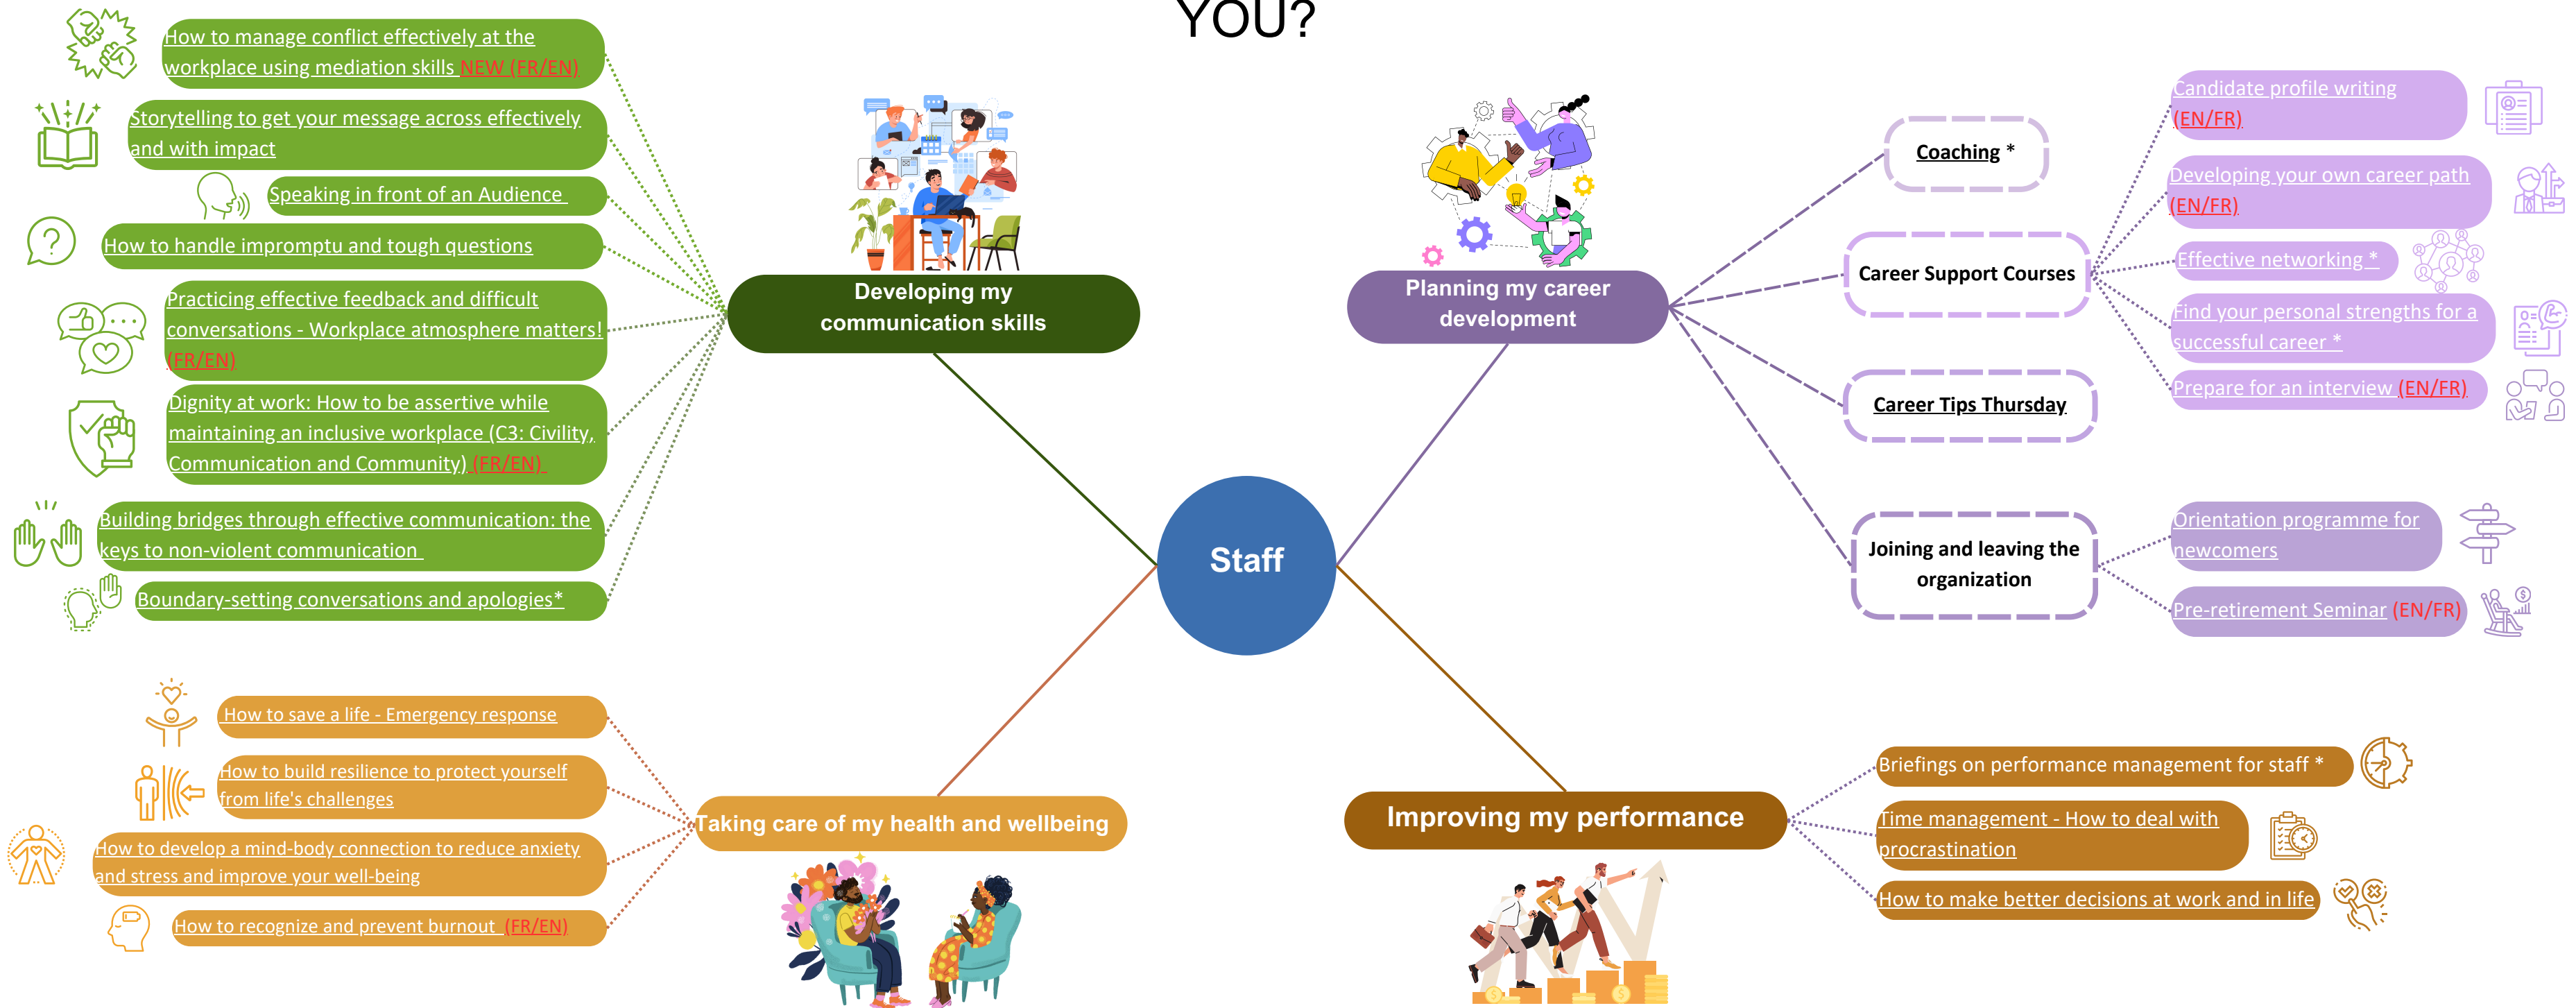 YOU?
How to manage conflict effectively at the
workplace using mediation skills NEW (FR/EN)
Storytelling to get your message across effectively
and with impact
Speaking in front of an Audience
How to handle impromptu and tough questions
Practicing effective feedback and difficult
conversations - Workplace atmosphere matters!
(FR/EN)
Dignity at work: How to be assertive while
maintaining an inclusive workplace (C3: Civility,
Communication and Community) (FR/EN)
Building bridges through effective communication: the
keys to non-violent communication
Boundary-setting conversations and apologies*
Developing my
communication skills
Planning my career
development
Coaching *
Career Support Courses
Career Tips Thursday
Joining and leaving the
organization
Candidate profile writing
(EN/FR)
Developing your own career path
(EN/FR)
Effective networking *
Find your personal strengths for a
successful career *
Prepare for an interview (EN/FR)
Orientation programme for
newcomers
Pre-retirement Seminar (EN/FR)
Staff
How to save a life - Emergency response
How to build resilience to protect yourself
from life's challenges
How to develop a mind-body connection to reduce anxiety
and stress and improve your well-being
How to recognize and prevent burnout (FR/EN)
Taking care of my health and wellbeing
Improving my performance
Briefings on performance management for staff *
Time management - How to deal with
procrastination
How to make better decisions at work and in life